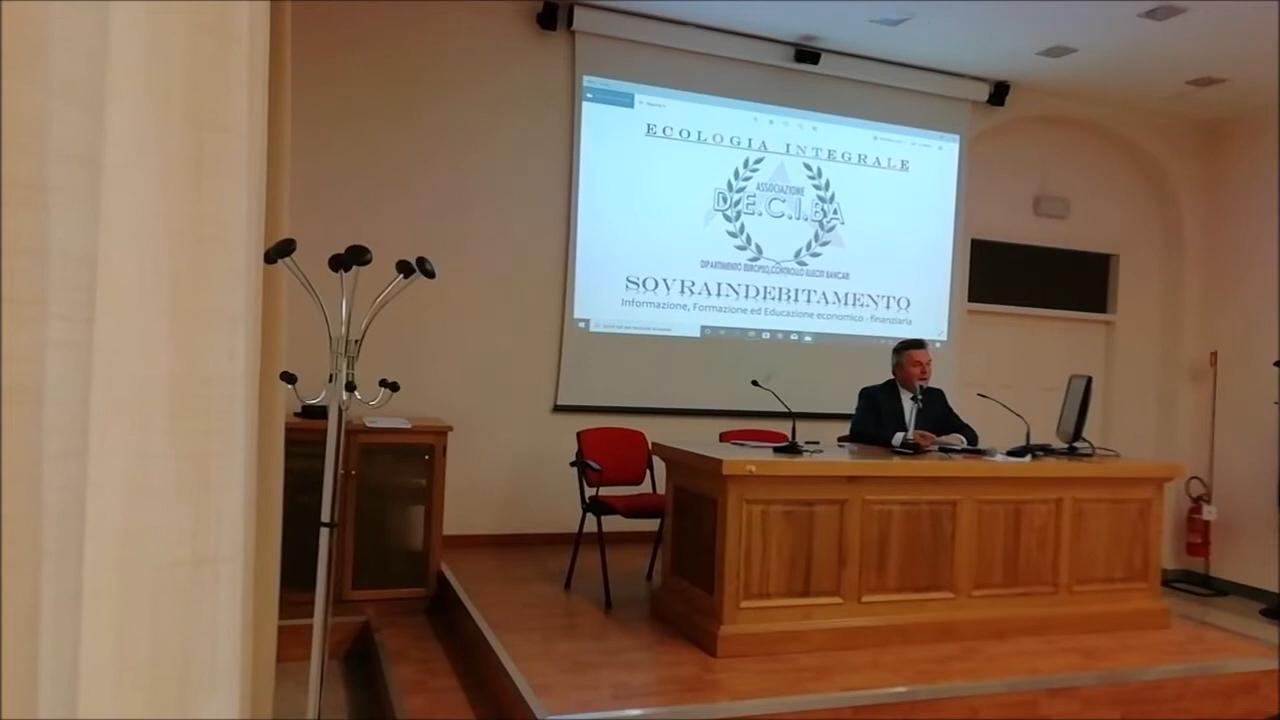 ECOLOGIA INTEGRALE
ASSOCIAZIONE
D.E.C.I.BA
DIPARTIMENTO EUROPEO CONTROLLO ILLECITI BANCARI
SOVRAINDEBITAMENTO
Informazione, Formazione ed Educazione economico - finanziaria